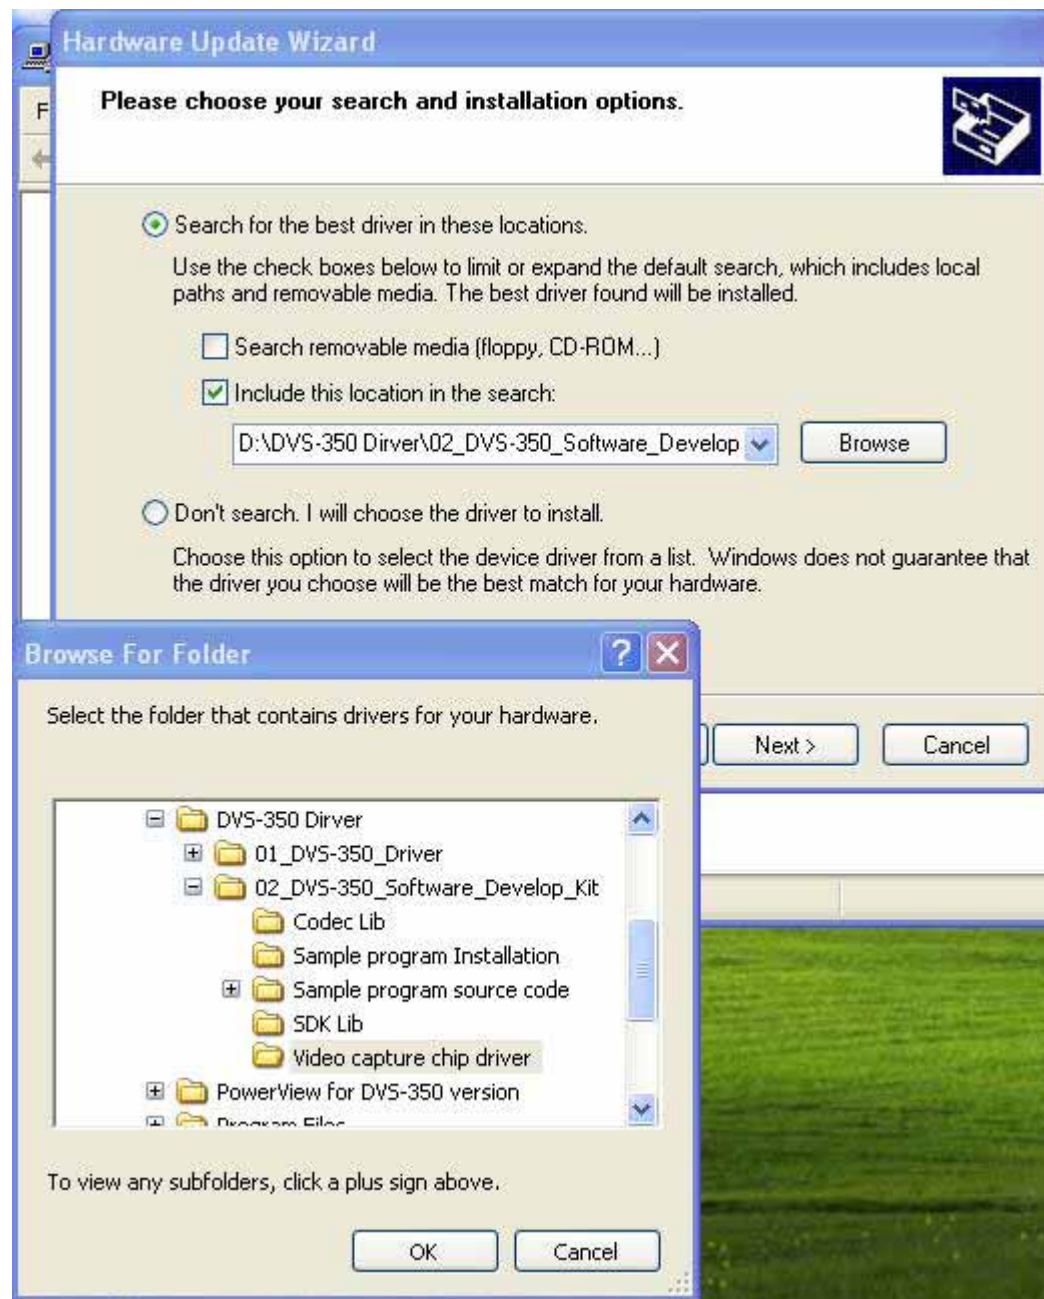 Hardware Update Wizard
F
Please choose your search and installation options.
Search for the best driver in these locations.
Use the check boxes below to limit or expand the default search, which includes local
paths and removable media. The best driver found will be installed.
Search removable media (floppy, CD-ROM...)
Include this location in the search:
D:\DVS-350 Dirver\02_DVS-350_Software_Develop
Browse
Don't search. I will choose the driver to install.
Choose this option to select the device driver from a list. Windows does not guarantee that
the driver you choose will be the best match for your hardware.
Next >
Cancel
Browse For Folder
Select the folder that contains drivers for your hardware.
DVS-350 Dirver
01_DVS-350_Driver
02_DVS-350_Software_Develop_Kit
Codec Lib
Sample program Installation
Sample program source code
SDK Lib
Video capture chip driver
PowerView for DVS-350 version
Program Files
To view any subfolders, click a plus sign above.
OK
Cancel